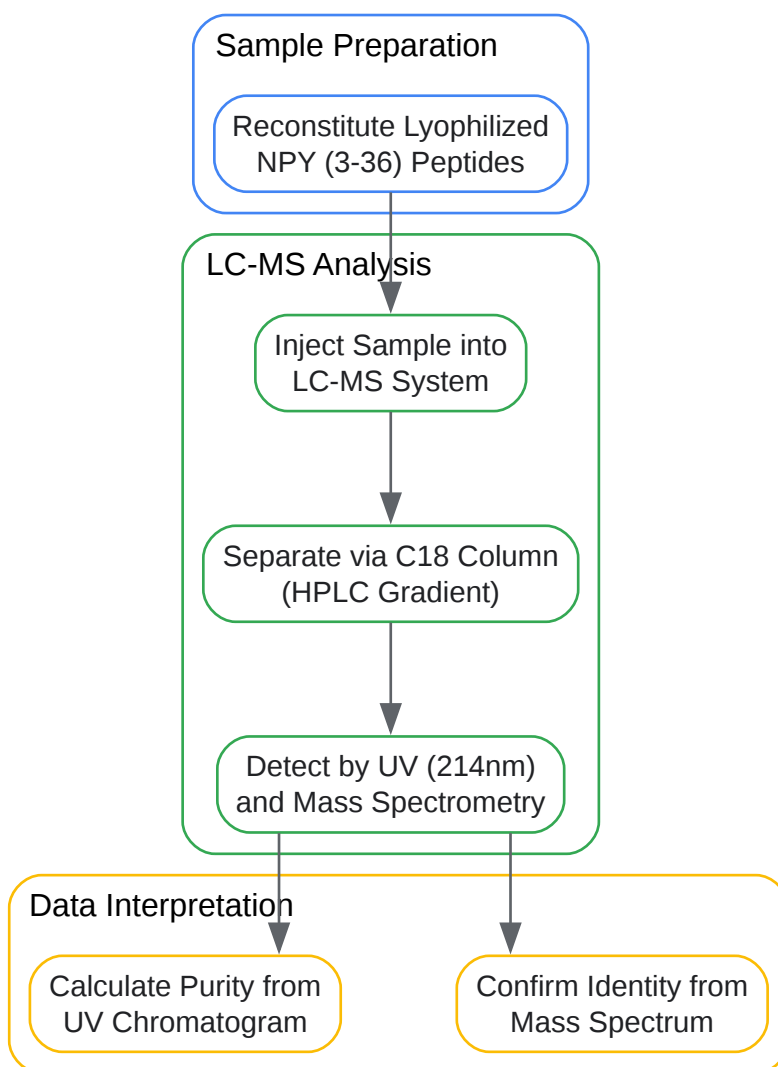 Sample Preparation
Reconstitute Lyophilized
NPY (3-36) Peptides
LC-MS Analysis
Inject Sample into
LC-MS System
Separate via C18 Column
(HPLC Gradient)
Detect by UV (214nm)
and Mass Spectrometry
Data Interpretation
Calculate Purity from
UV Chromatogram
Confirm Identity from
Mass Spectrum